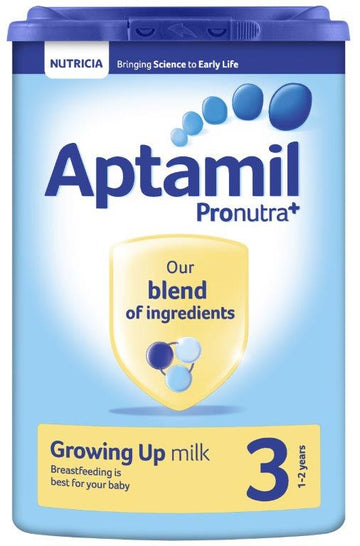 NUTRICIA Bringing Science to Early Life
Aptamil
Pronutra+
Our
blend
of ingredients
Growing Up milk
Breastfeeding is
best for your baby
3
1-2 years